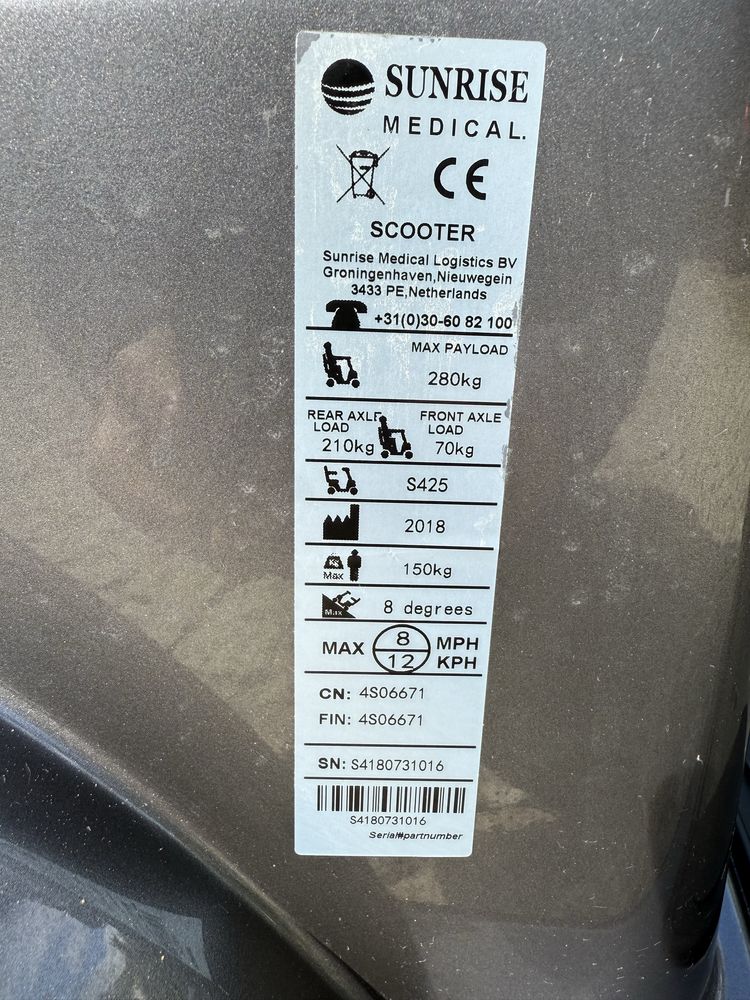 SUNRISE
MEDICAL.
CE
SCOOTER
Sunrise Medical Logistics BV
Groningenhaven,Nieuwegein
3433 PE,Netherlands
+31(0)30-60 82 100
MAX PAYLOAD
280kg
REAR AXLE
LOAD
210kg
FRONT AXLE
LOAD
70kg
S425
2018
KG
Max
150kg
Max
8 degrees
MAX 8 MPH
12 KPH
CN: 4S06671
FIN: 4S06671
SN: S4180731016
S4180731016
Serial#partnumber